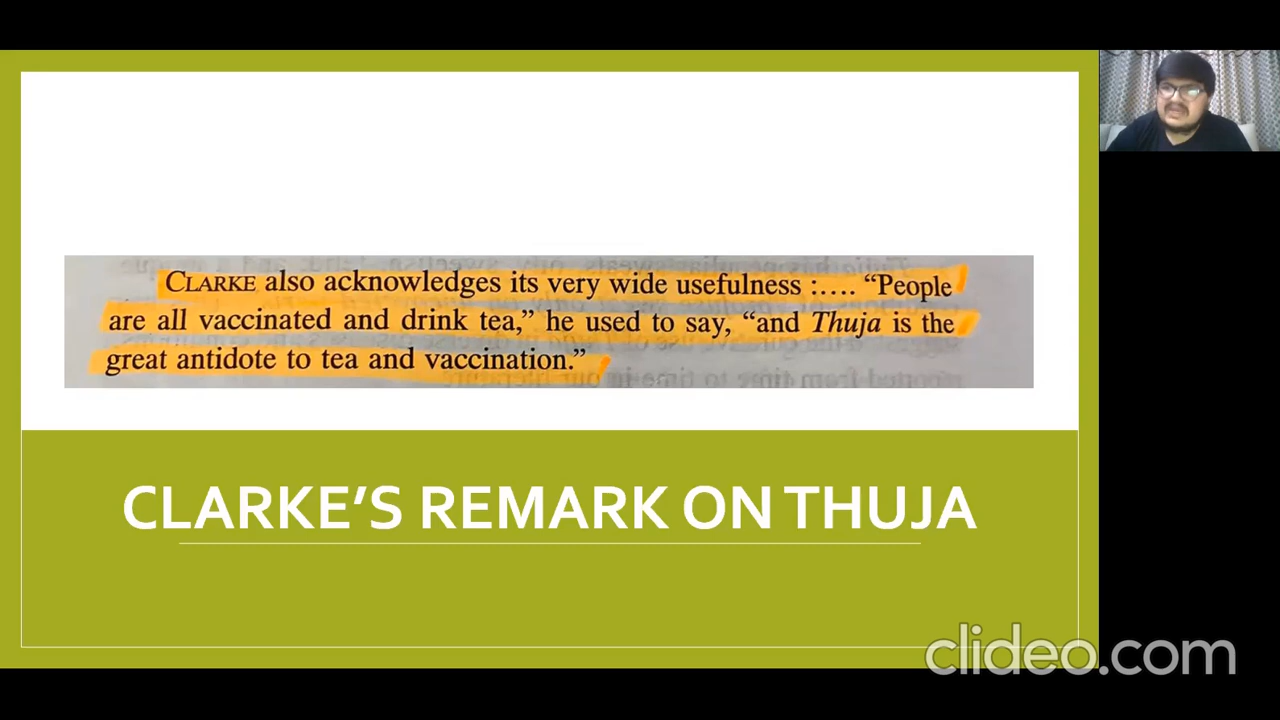 CLARKE also acknowledges its very wide usefulness :.... “People
are all vaccinated and drink tea,” he used to say, “and Thuja is the
great antidote to tea and vaccination.”
CLARKE’S REMARK ON THUJA
clideo.com